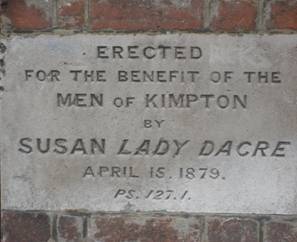 ERECTED
FOR THE BENEFIT OF THE
MEN OF KIMPTON
BY
SUSAN LADY DACRE
APRIL 15. 1879.
PS. 127. 1.